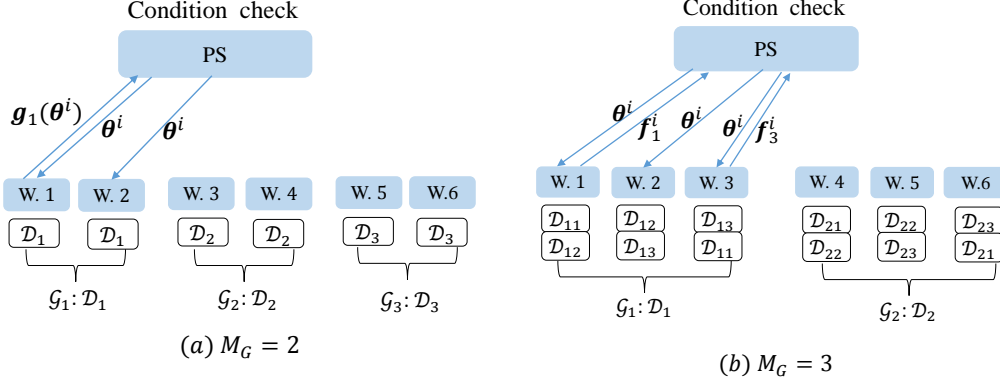 Condition check
PS
𝒈₁(𝜽ⁱ)
𝜽ⁱ
𝜽ⁱ
W. 1
W. 2
W. 3
W. 4
W. 5
W.6
𝒟₁
𝒟₁
𝒟₂
𝒟₂
𝒟₃
𝒟₃
𝒢₁: 𝒟₁
𝒢₂: 𝒟₂
𝒢₃: 𝒟₃
(a) M_G = 2
Condition check
PS
𝜽ⁱ
𝒇₁ⁱ
𝜽ⁱ
𝜽ⁱ
𝒇₃ⁱ
W. 1
W. 2
W. 3
W. 4
W. 5
W.6
𝒟₁₁
𝒟₁₂
𝒟₁₃
𝒟₂₁
𝒟₂₂
𝒟₂₃
𝒟₁₂
𝒟₁₃
𝒟₁₁
𝒟₂₂
𝒟₂₃
𝒟₂₁
𝒢₁: 𝒟₁
𝒢₂: 𝒟₂
(b) M_G = 3